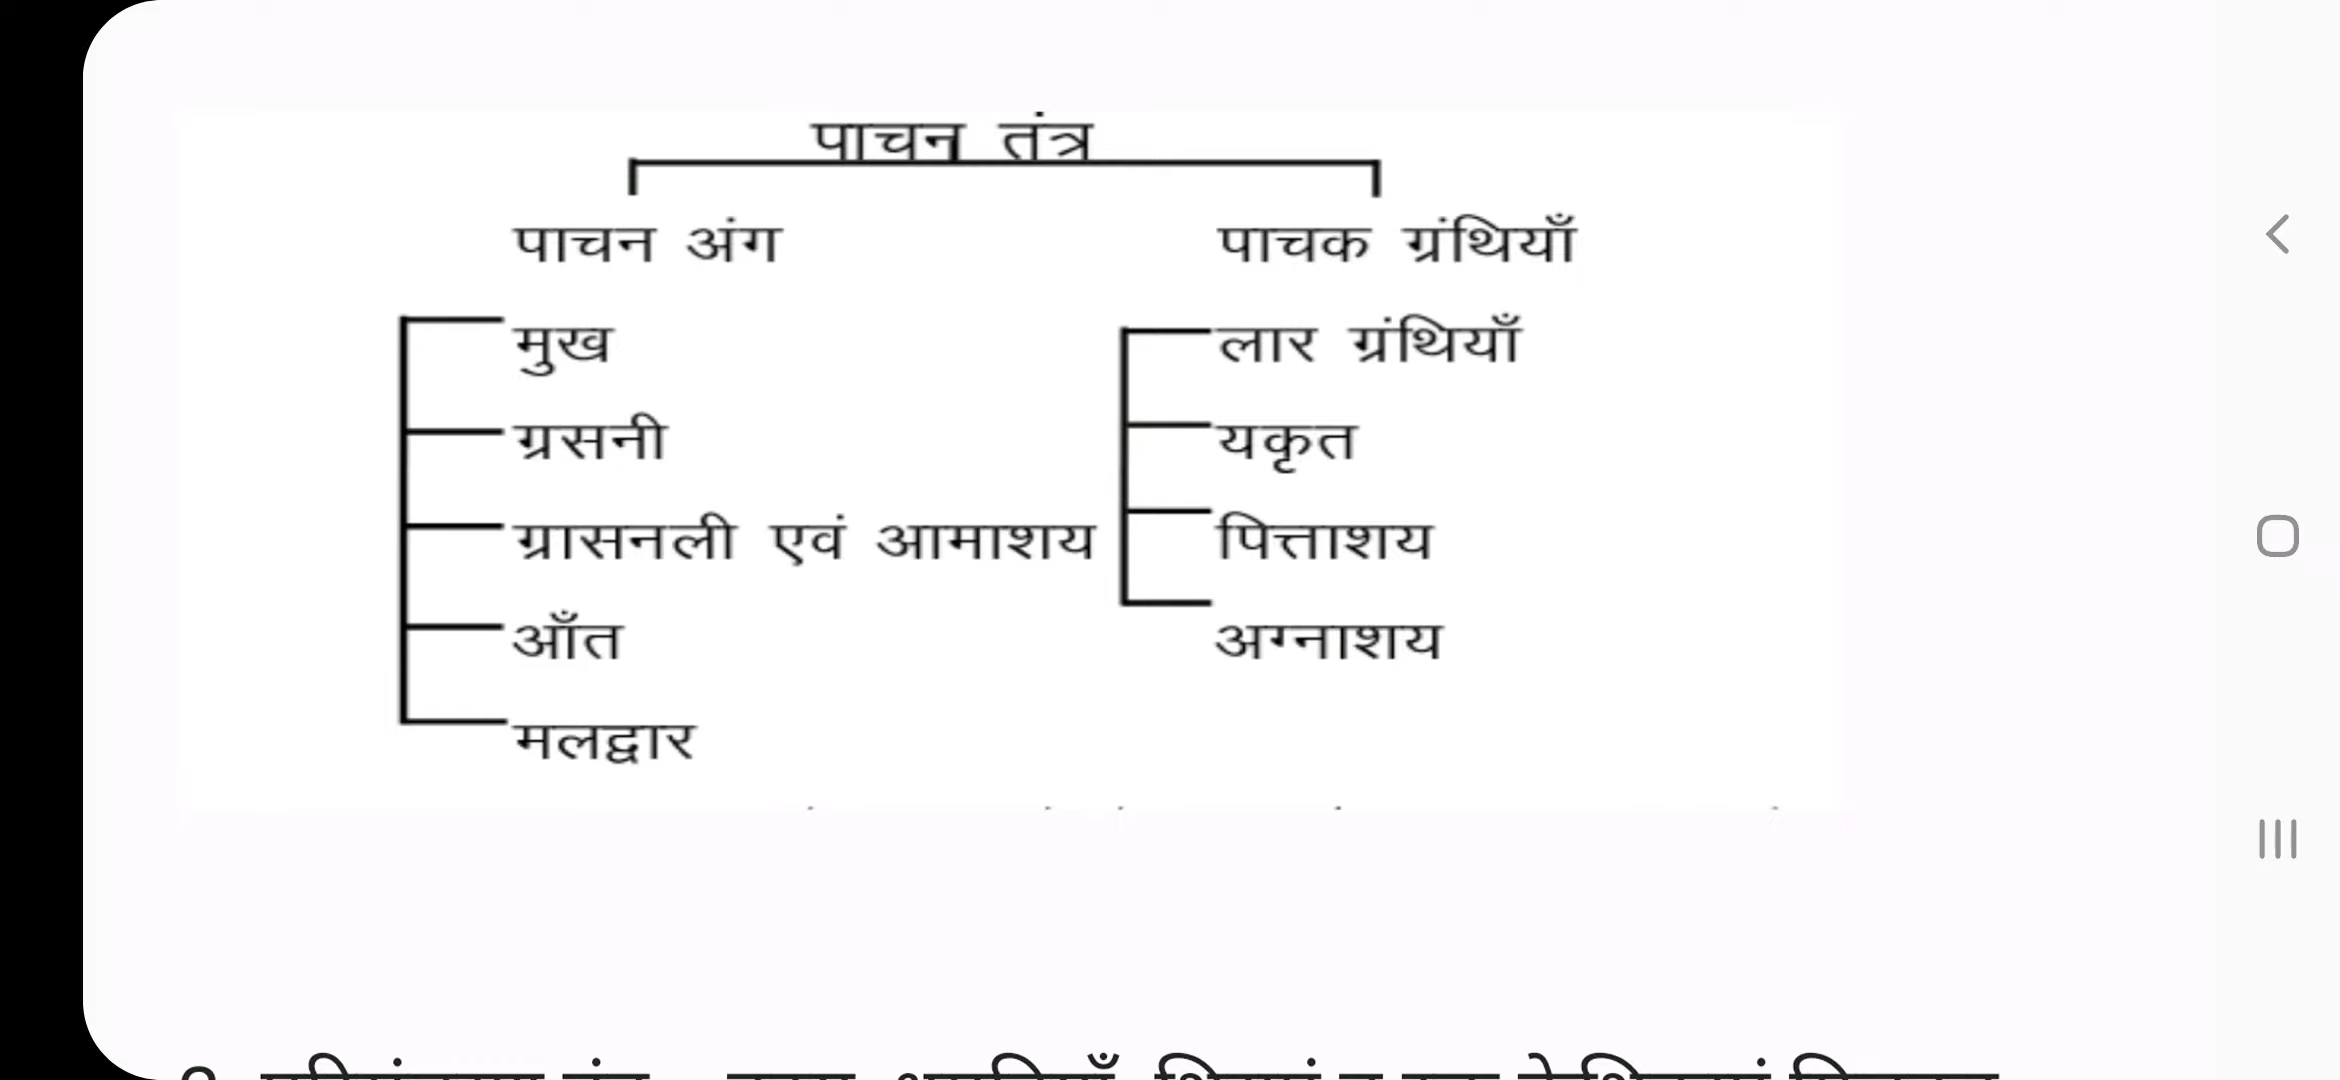 पाचन तंत्र
पाचन अंग
मुख
ग्रसनी
ग्रासनली एवं आमाशय
आँत
मलद्वार
पाचक ग्रंथियाँ
लार ग्रंथियाँ
यकृत
पित्ताशय
अग्नाशय